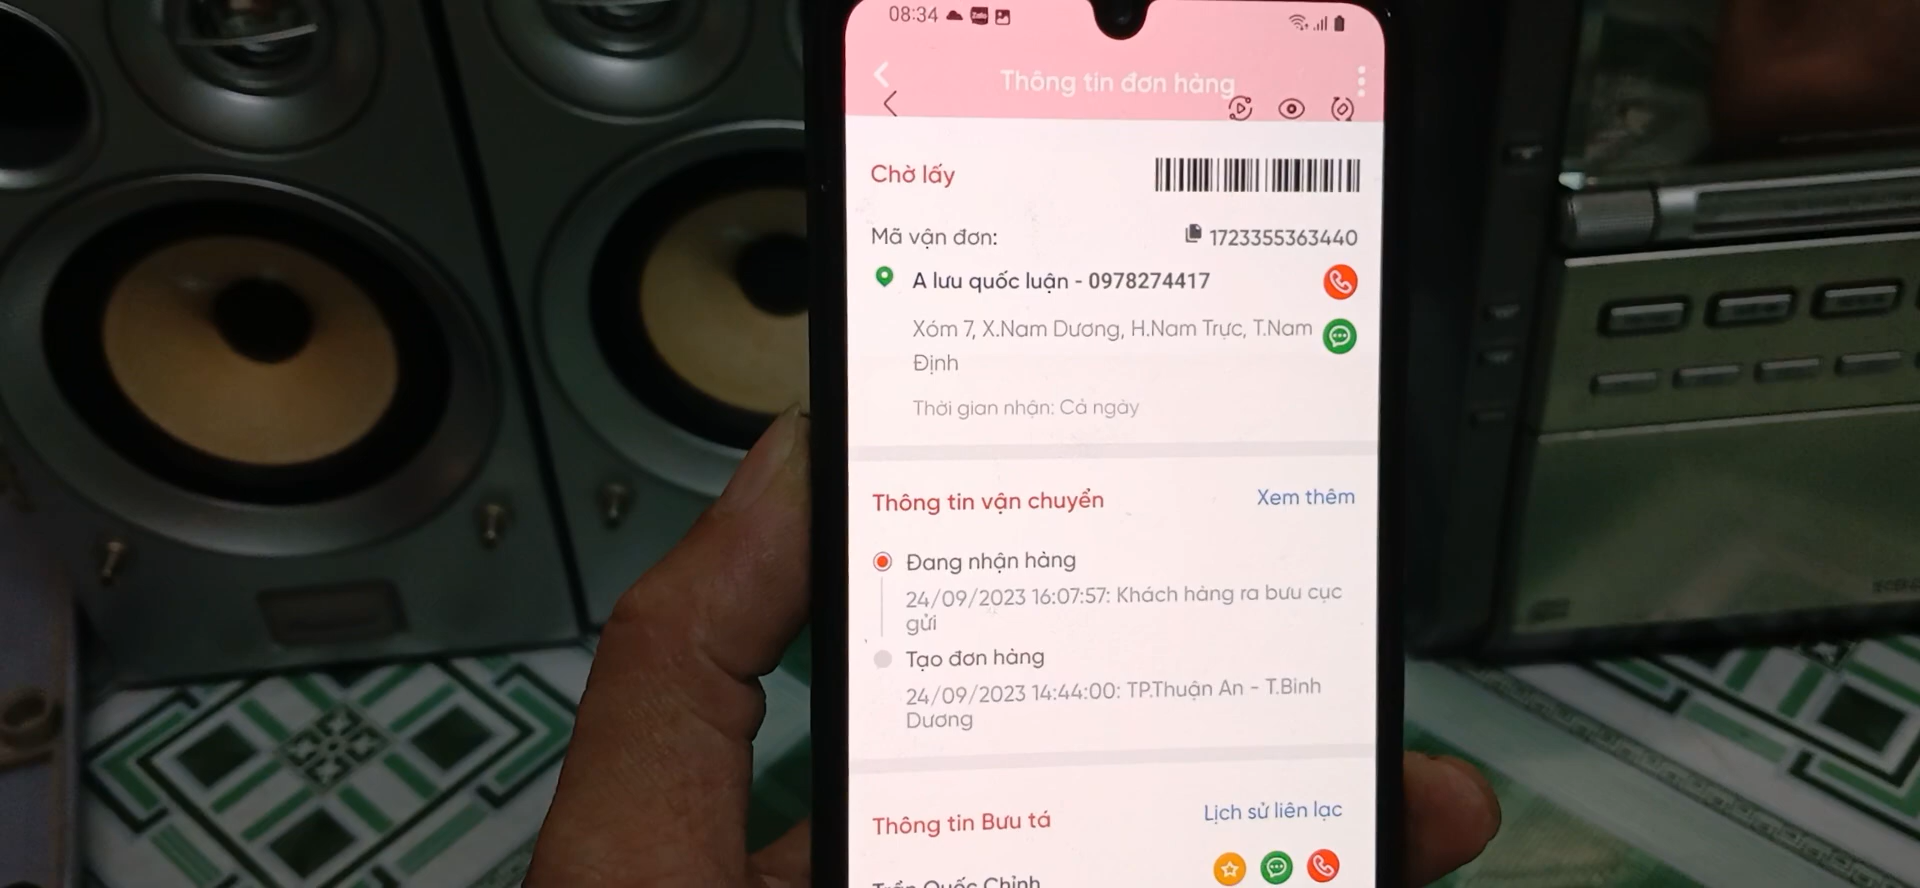 08:34
Thông tin đơn hàng
Chờ lấy
Mã vận đơn: 1723355363440
A lưu quốc luận - 0978274417
Xóm 7, X.Nam Dương, H.Nam Trực, T.Nam
Định
Thời gian nhận: Cả ngày
Thông tin vận chuyển Xem thêm
Đang nhận hàng
24/09/2023 16:07:57: Khách hàng ra bưu cục
gửi
Tạo đơn hàng
24/09/2023 14:44:00: TP.Thuận An - T.Bình
Dương
Thông tin Bưu tá Lịch sử liên lạc
Trần Quốc Chỉnh